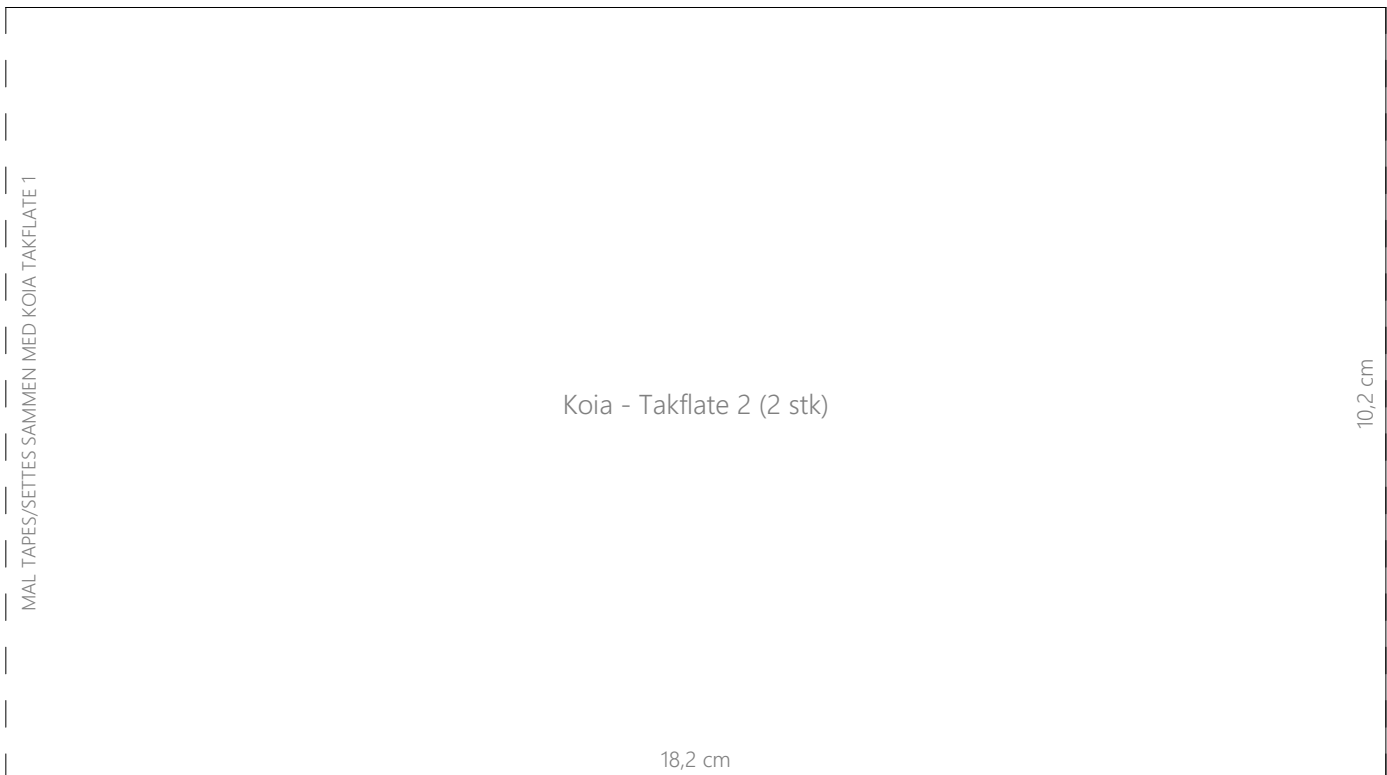 MAL TAPES/SETTES SAMMEN MED KOIA TAKFLATE 1
Koia - Takflate 2 (2 stk)
10,2 cm
18,2 cm